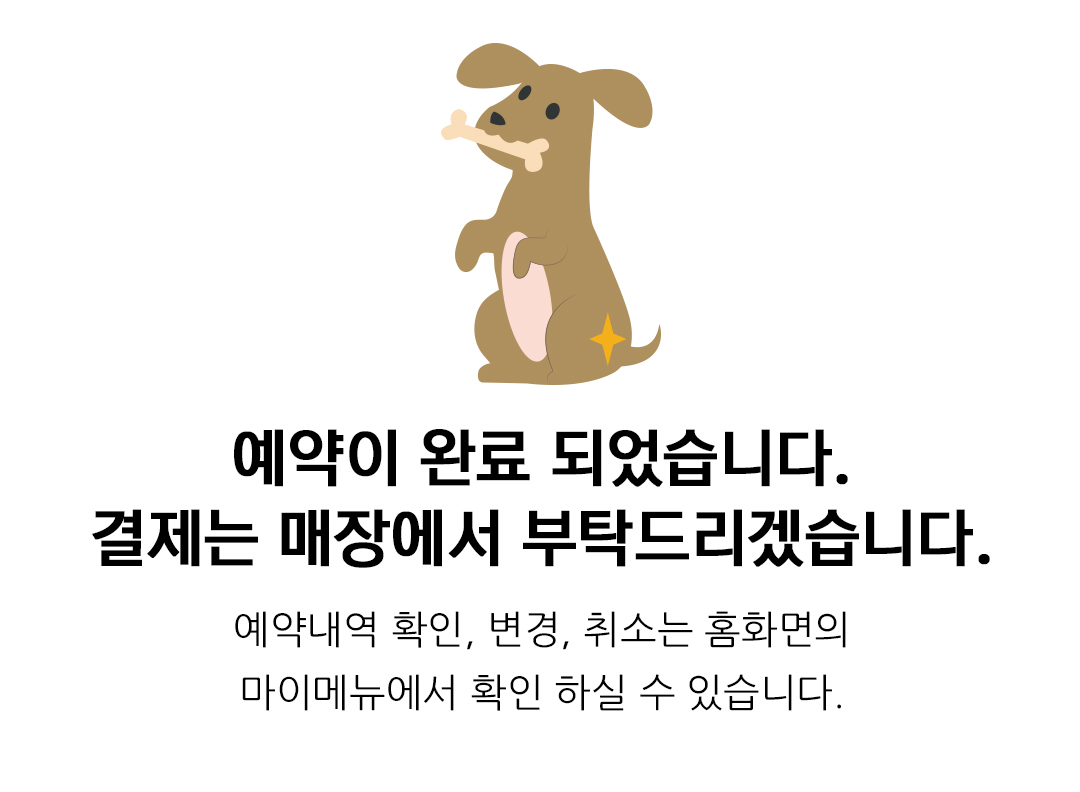 예약이 완료 되었습니다.
결제는 매장에서 부탁드리겠습니다.
예약내역 확인, 변경, 취소는 홈화면의
마이메뉴에서 확인 하실 수 있습니다.